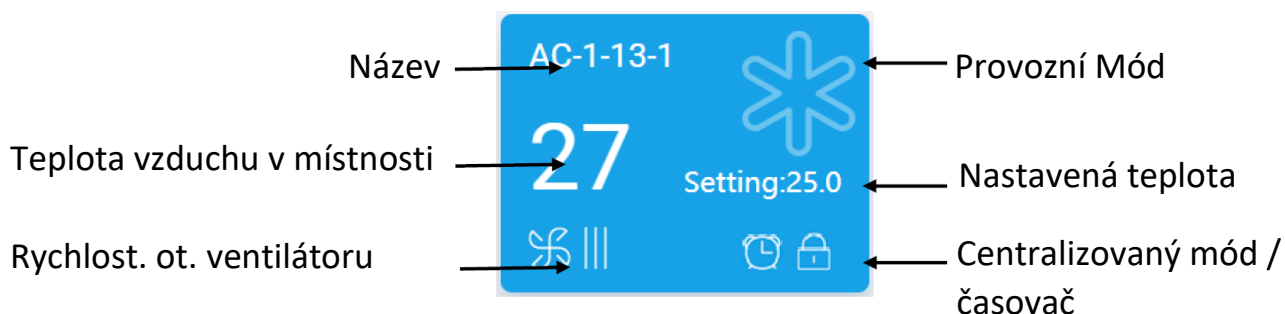 AC-1-13-1
Název
Provozní Mód
27
Teplota vzduchu v místnosti
Setting:25.0
Nastavená teplota
Rychlost. ot. ventilátoru
Centralizovaný mód /
časovač